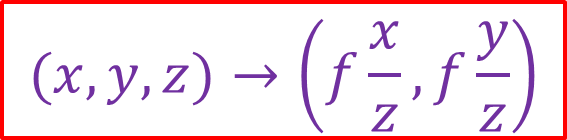 (x, y, z) → (f x/z, f y/z)